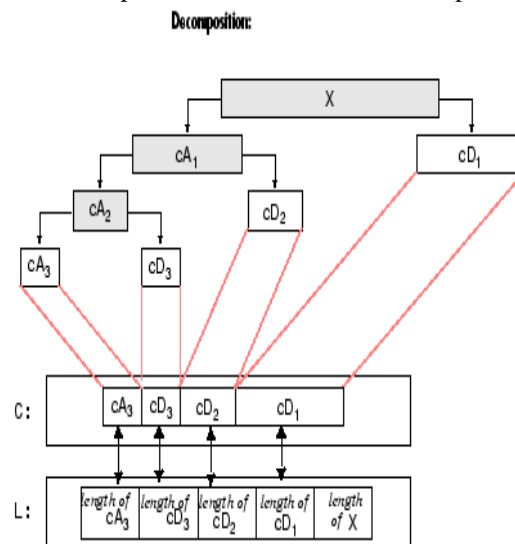 Decomposition:
X
cA₁ cD₁
cA₂ cD₂
cA₃ cD₃
C: cA₃ cD₃ cD₂ cD₁
L: length of cA₃ length of cD₃ length of cD₂ length of cD₁ length of X